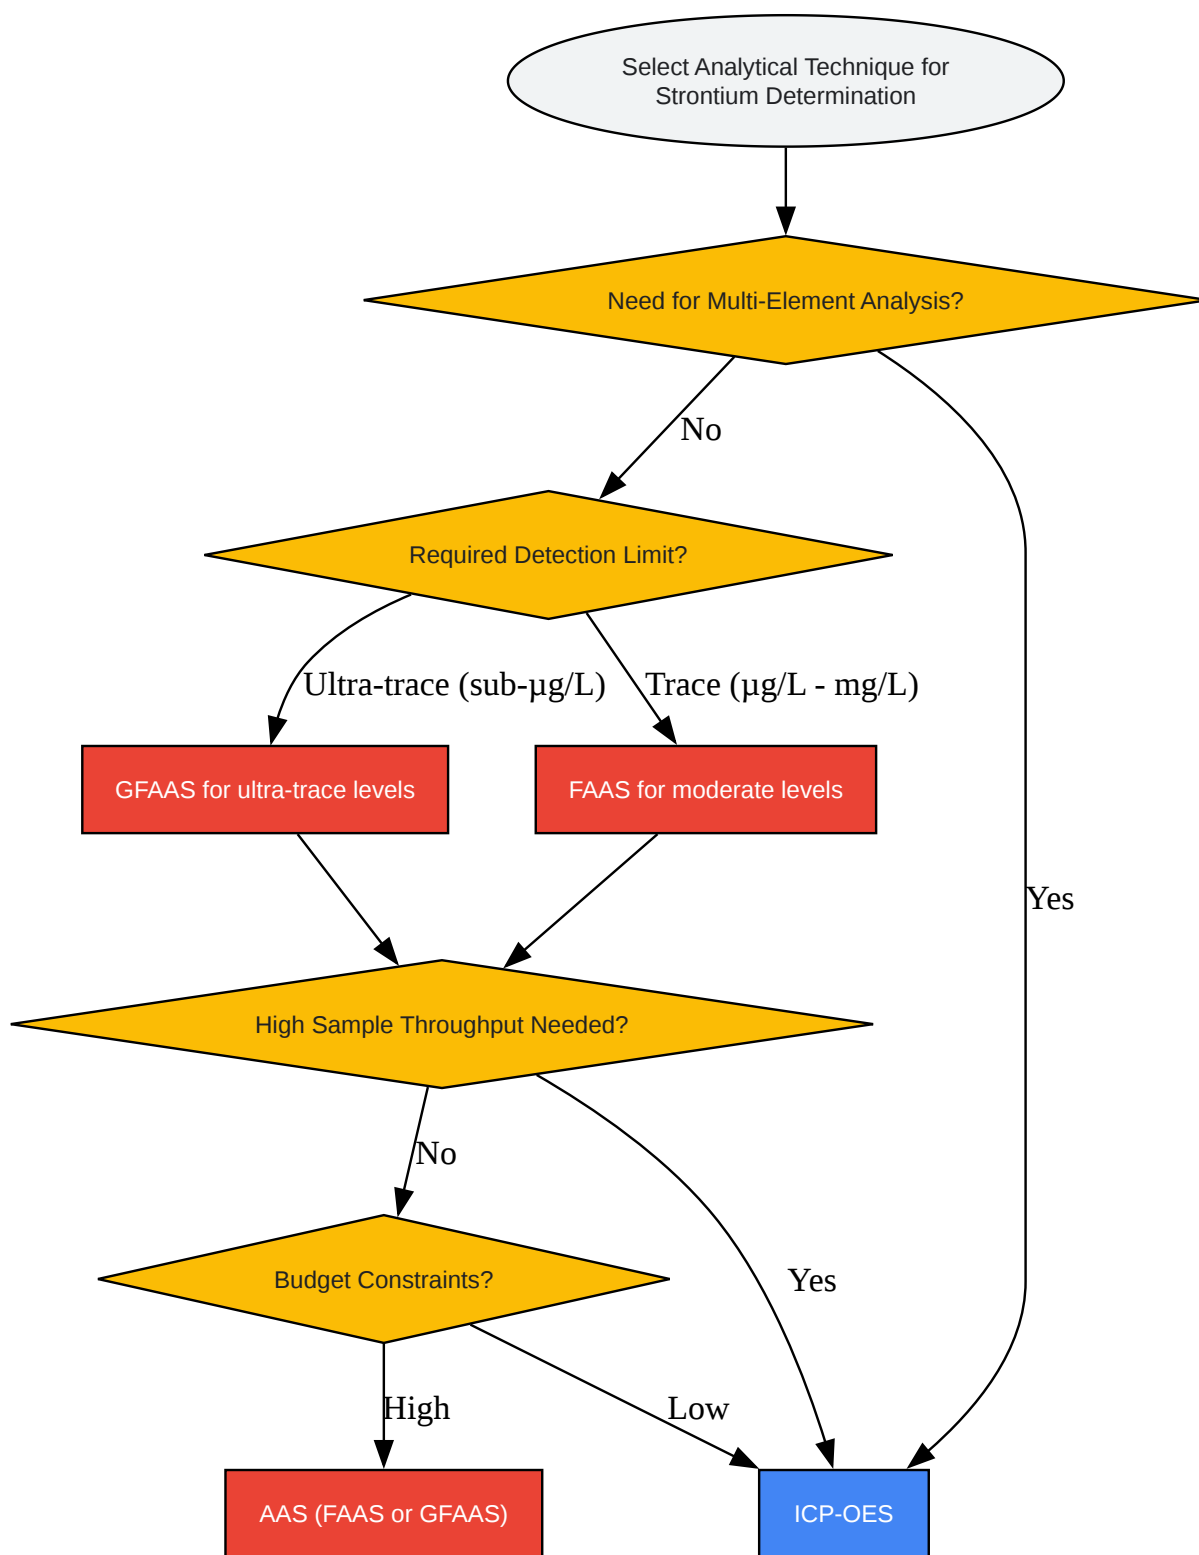 Select Analytical Technique for
Strontium Determination
Need for Multi-Element Analysis?
No
Required Detection Limit?
Ultra-trace (sub-µg/L)
Trace (µg/L - mg/L)
GFAAS for ultra-trace levels
FAAS for moderate levels
Yes
High Sample Throughput Needed?
No
Budget Constraints?
Yes
High
Low
AAS (FAAS or GFAAS)
ICP-OES